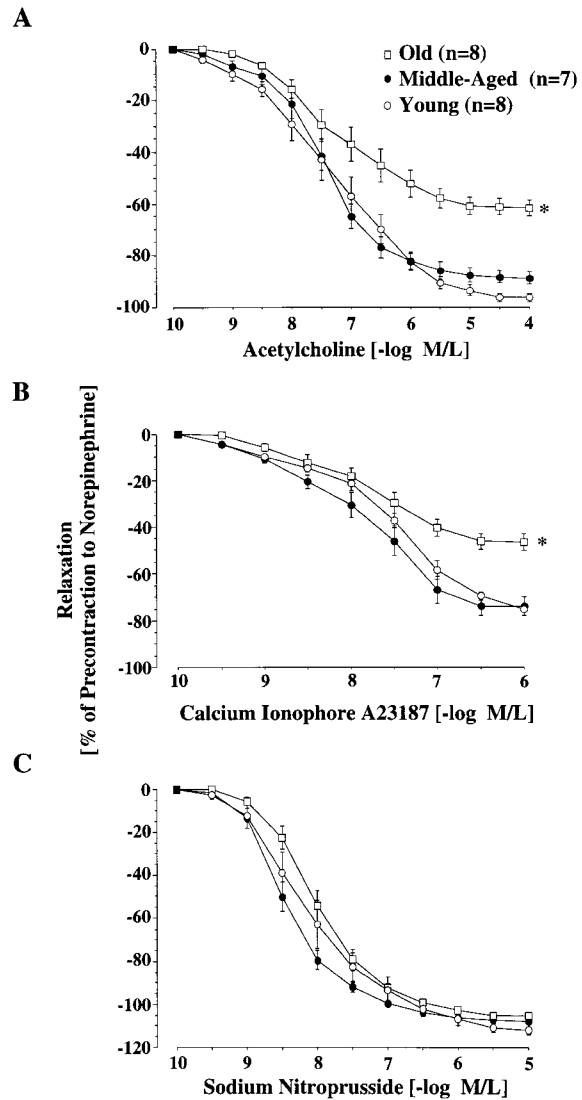 A
Old (n=8)
Middle-Aged (n=7)
Young (n=8)
0
-20
-40
-60
-80
-100
*
10 9 8 7 6 5 4
Acetylcholine [-log M/L]
B
Relaxation
[% of Precontraction to Norepinephrine]
0
-20
-40
-60
-80
-100
*
10 9 8 7 6
Calcium Ionophore A23187 [-log M/L]
C
0
-20
-40
-60
-80
-100
-120
10 9 8 7 6 5
Sodium Nitroprusside [-log M/L]